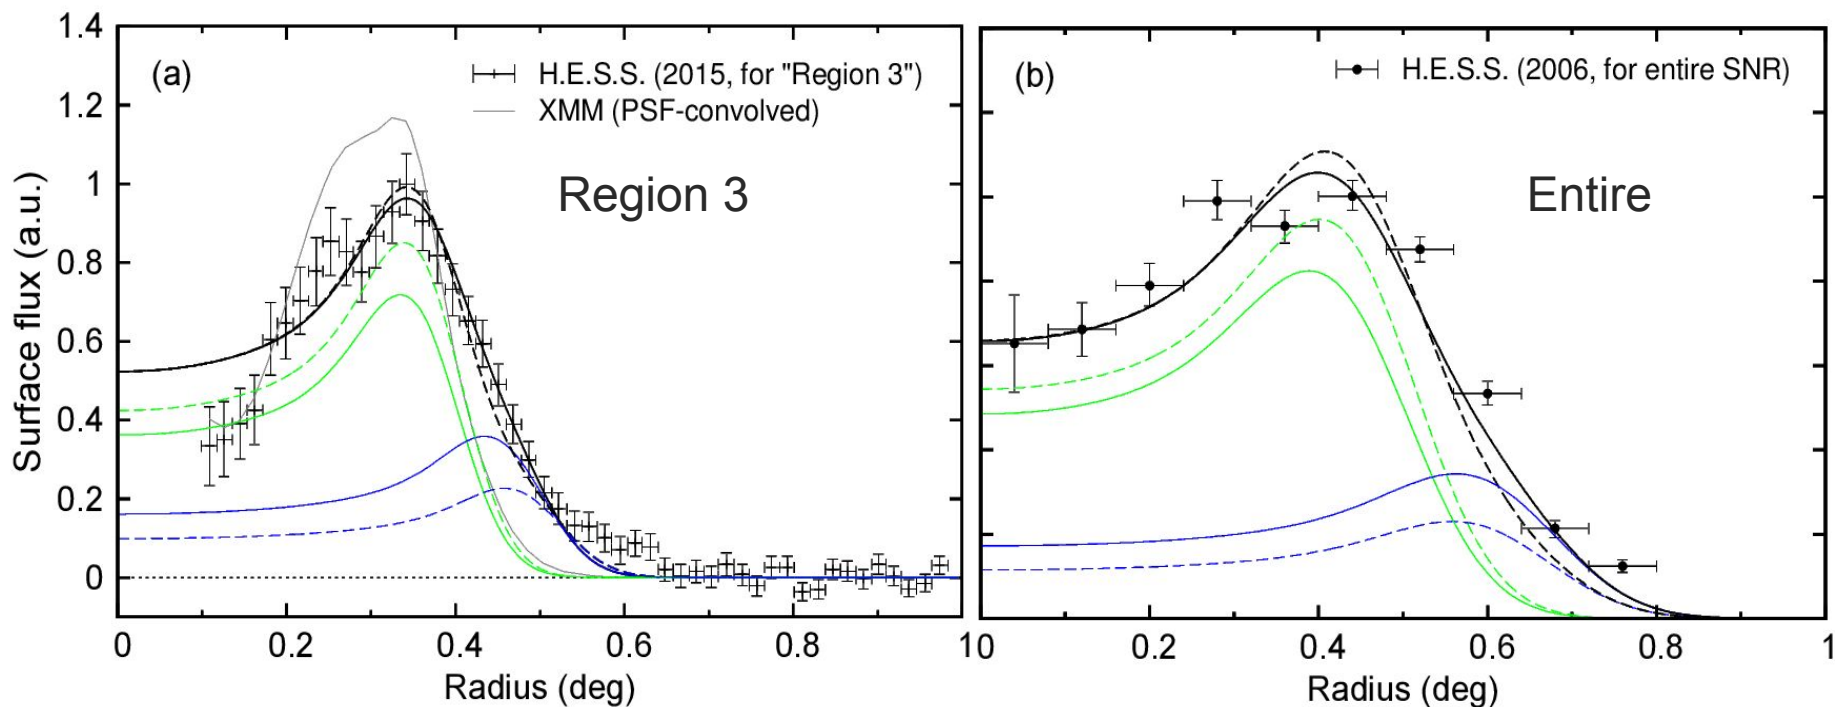 Surface flux (a.u.)
1.4
1.2
1
0.8
0.6
0.4
0.2
0
(a)
H.E.S.S. (2015, for "Region 3")
XMM (PSF-convolved)
Region 3
0 0.2 0.4 0.6 0.8 1
Radius (deg)
(b)
H.E.S.S. (2006, for entire SNR)
Entire
0 0.2 0.4 0.6 0.8 1
Radius (deg)